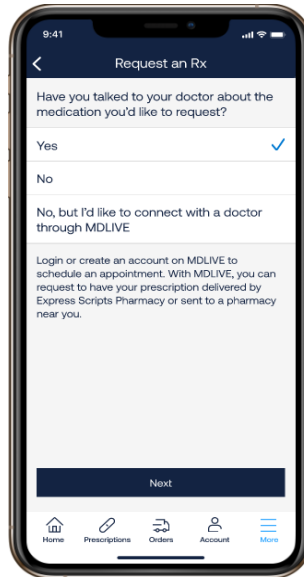 9:41
Request an Rx
Have you talked to your doctor about the
medication you'd like to request?
Yes
No
No, but I'd like to connect with a doctor
through MDLIVE
Login or create an account on MDLIVE to
schedule an appointment. With MDLIVE, you can
request to have your prescription delivered by
Express Scripts Pharmacy or sent to a pharmacy
near you.
Next
Home Prescriptions Orders Account More